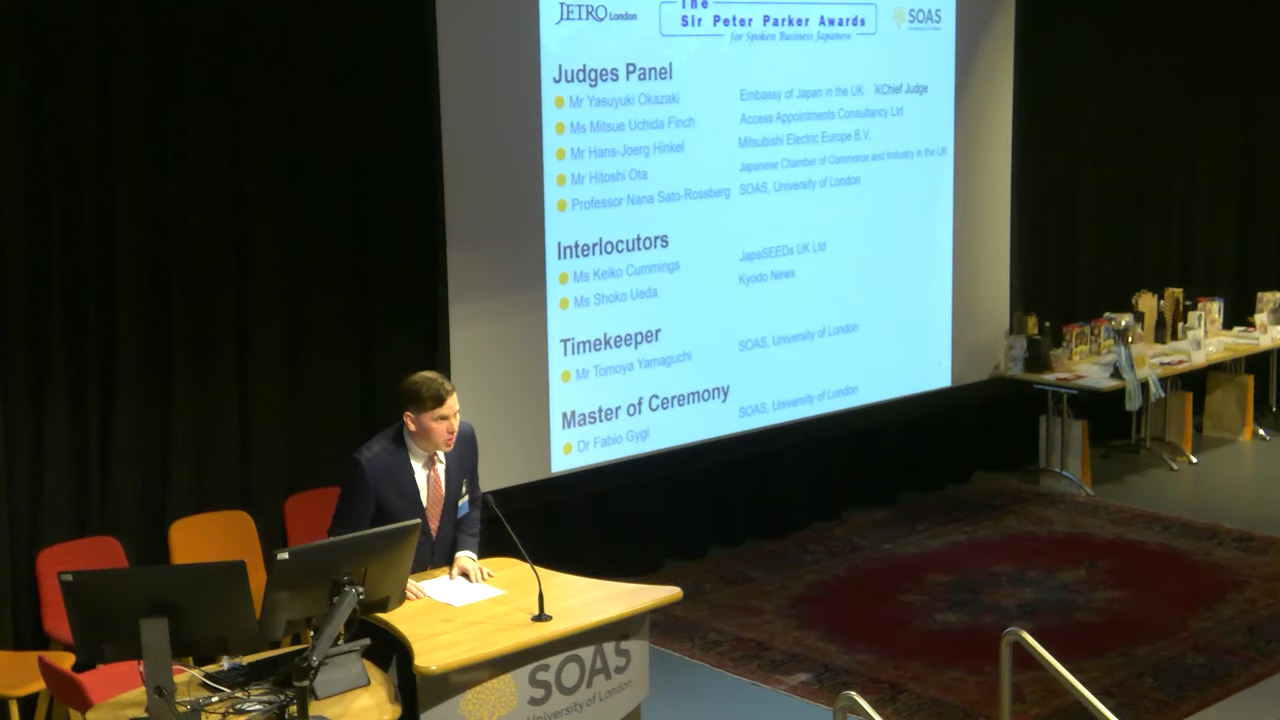 JETRO London
The
Sir Peter Parker Awards
for Spoken Business Japanese
SOAS
University of London
Judges Panel
Mr Yasuyuki Okazaki Embassy of Japan in the UK ※Chief Judge
Ms Mitsue Uchida Finch Access Appointments Consultancy Ltd
Mr Hans-Joerg Hinkel Mitsubishi Electric Europe B.V.
Mr Hitoshi Ota Japanese Chamber of Commerce and Industry in the UK
Professor Nana Sato-Rossberg SOAS, University of London
Interlocutors
Ms Keiko Cummings JapaSEEDs UK Ltd
Ms Shoko Ueda Kyodo News
Timekeeper
Mr Tomoya Yamaguchi SOAS, University of London
Master of Ceremony
Dr Fabio Gygi SOAS, University of London
SOAS
University of London